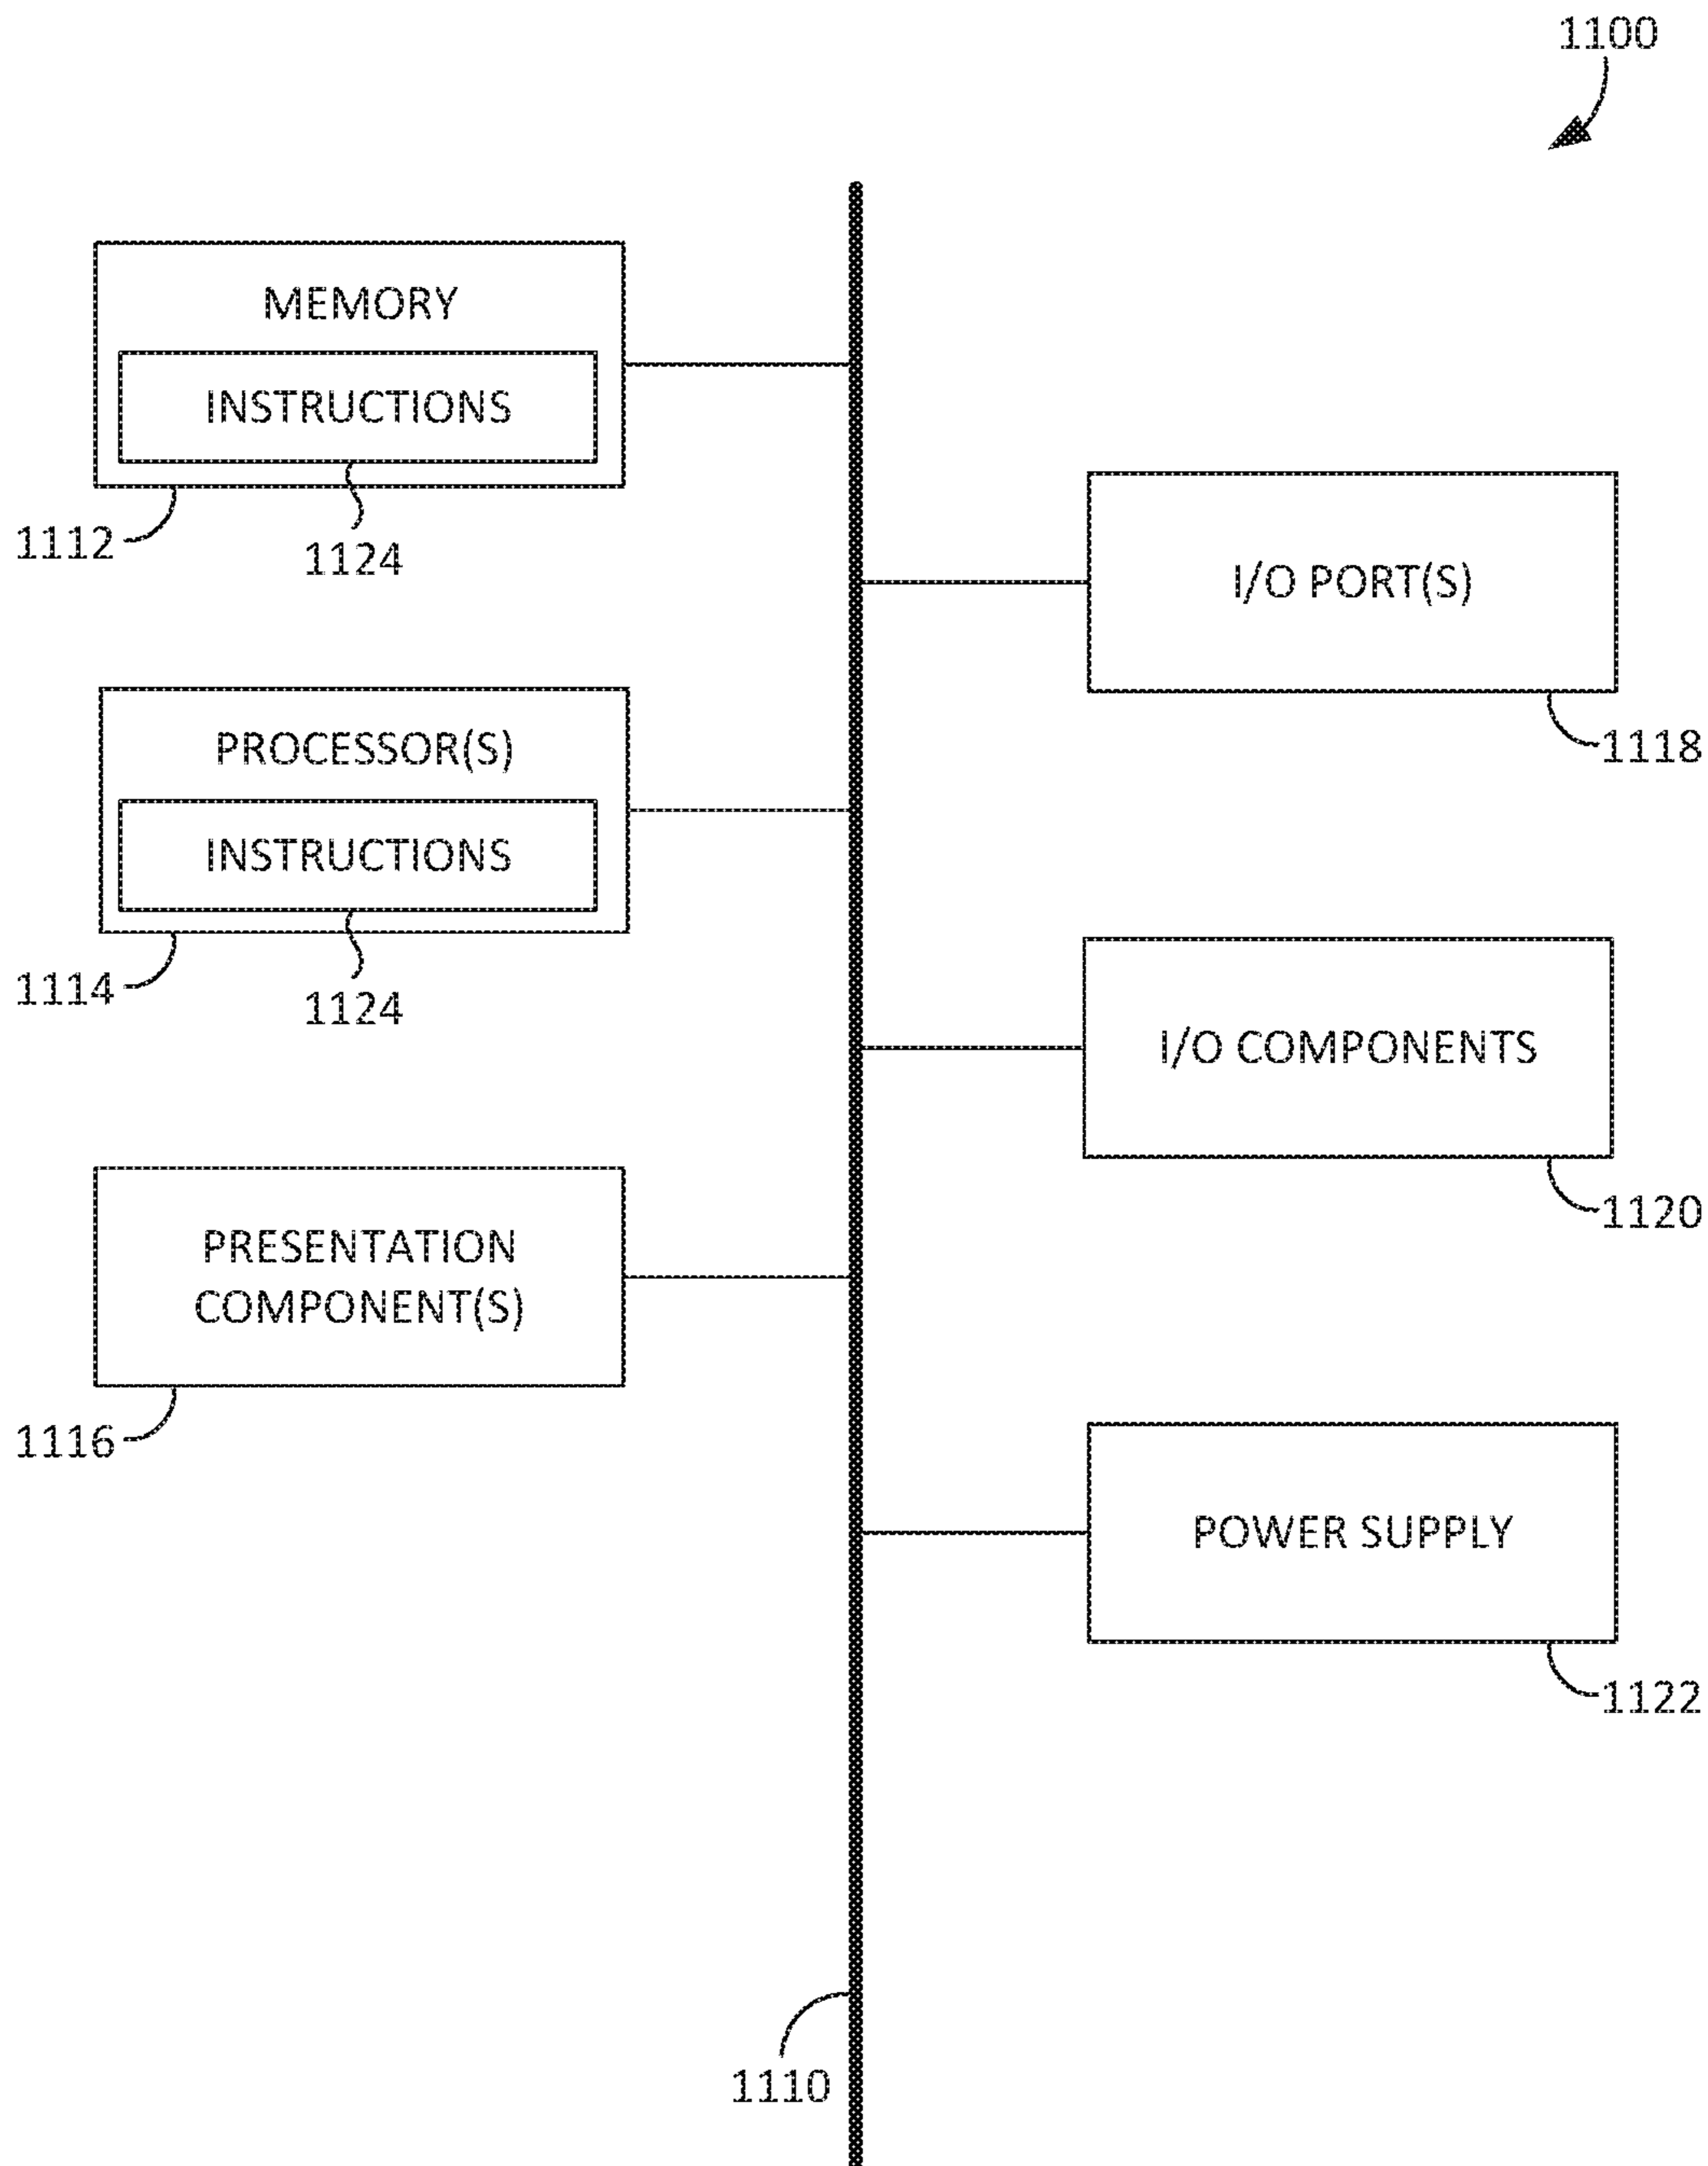 1100
MEMORY
INSTRUCTIONS
1112
1124
I/O PORT(S)
1118
PROCESSOR(S)
INSTRUCTIONS
1114
1124
I/O COMPONENTS
1120
PRESENTATION
COMPONENT(S)
1116
POWER SUPPLY
1122
1110